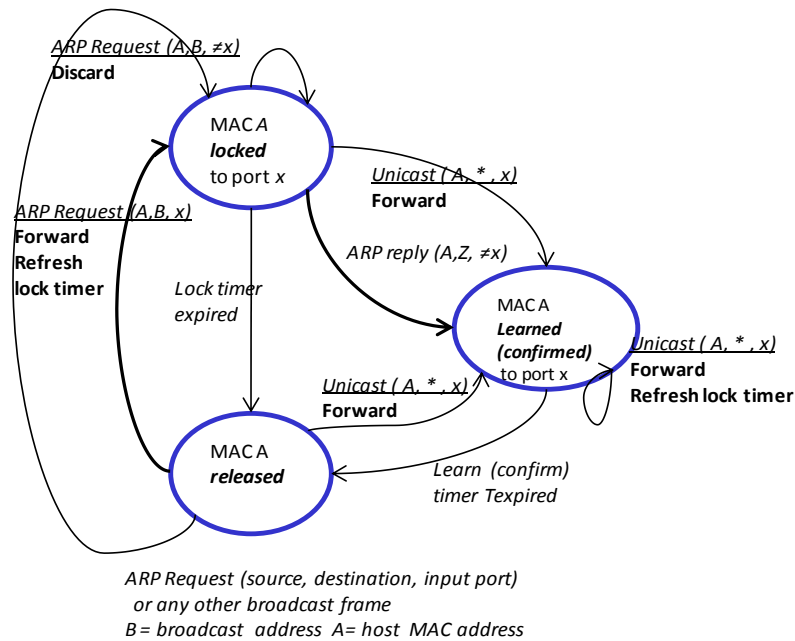 ARP Request (A,B, ≠x)
Discard
MAC A
locked
to port x
Unicast ( A, * , x)
Forward
ARP Request (A,B, x)
Forward
Refresh
lock timer
ARP reply (A,Z, ≠x)
Lock timer
expired
MAC A
Learned
(confirmed)
to port x
Unicast ( A, * , x)
Forward
Refresh lock timer
Unicast ( A, * , x)
Forward
MAC A
released
Learn (confirm)
timer Texpired
ARP Request (source, destination, input port)
or any other broadcast frame
B = broadcast address A= host MAC address